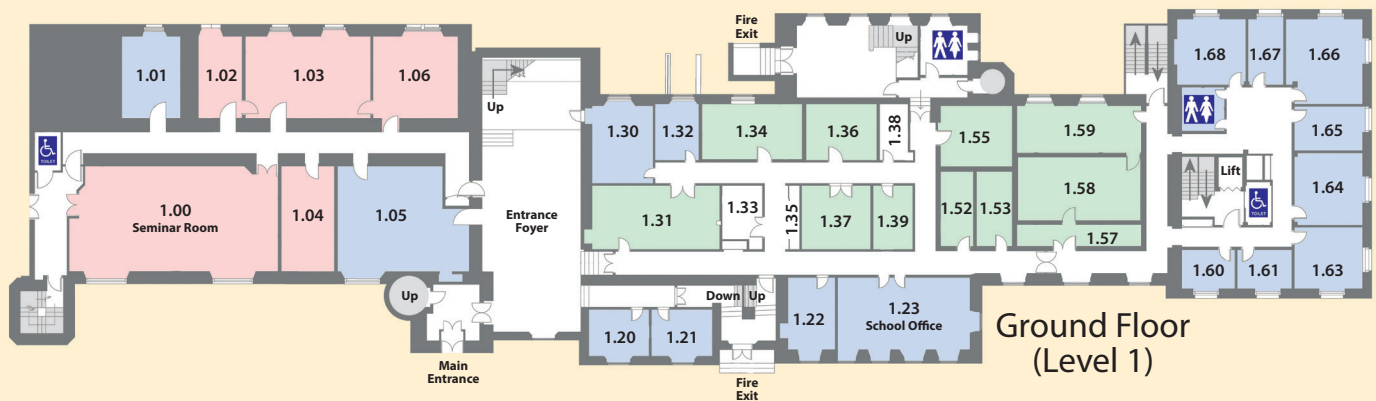 Fire
Exit
Up
1.68
1.67
1.66
1.01
1.02
1.03
1.06
Up
1.30
1.32
1.34
1.36
1.38
1.55
1.59
1.65
TOILET
Lift
1.58
1.64
TOILET
1.00
Seminar Room
1.04
1.05
Entrance
Foyer
1.31
1.33
1.35
1.37
1.39
1.52
1.53
1.57
1.60
1.61
1.63
Up
Down
Up
1.20
1.21
1.22
1.23
School Office
Ground Floor
(Level 1)
Main
Entrance
Fire
Exit